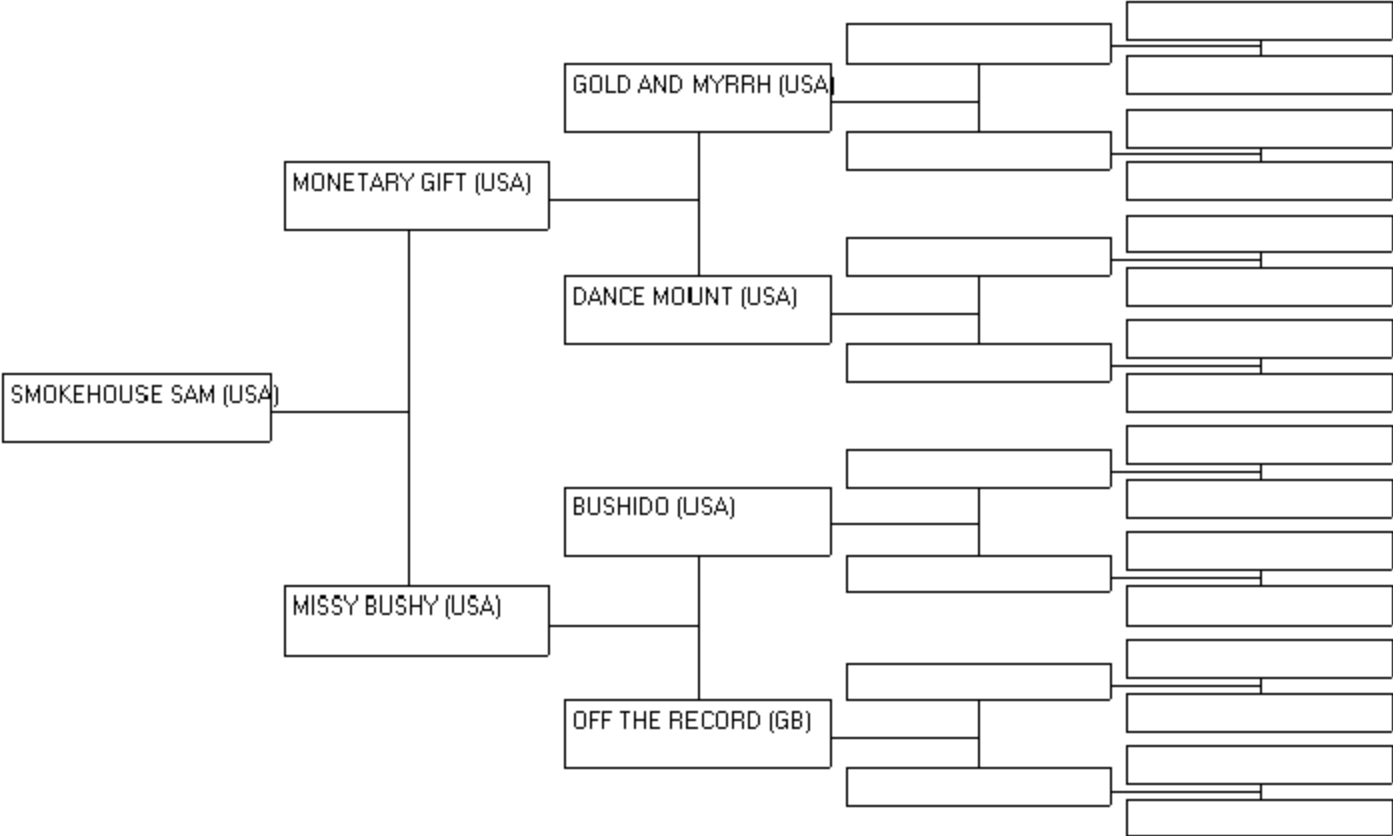 GOLD AND MYRRH (USA)
MONETARY GIFT (USA)
DANCE MOUNT (USA)
SMOKEHOUSE SAM (USA)
BUSHIDO (USA)
MISSY BUSHY (USA)
OFF THE RECORD (GB)